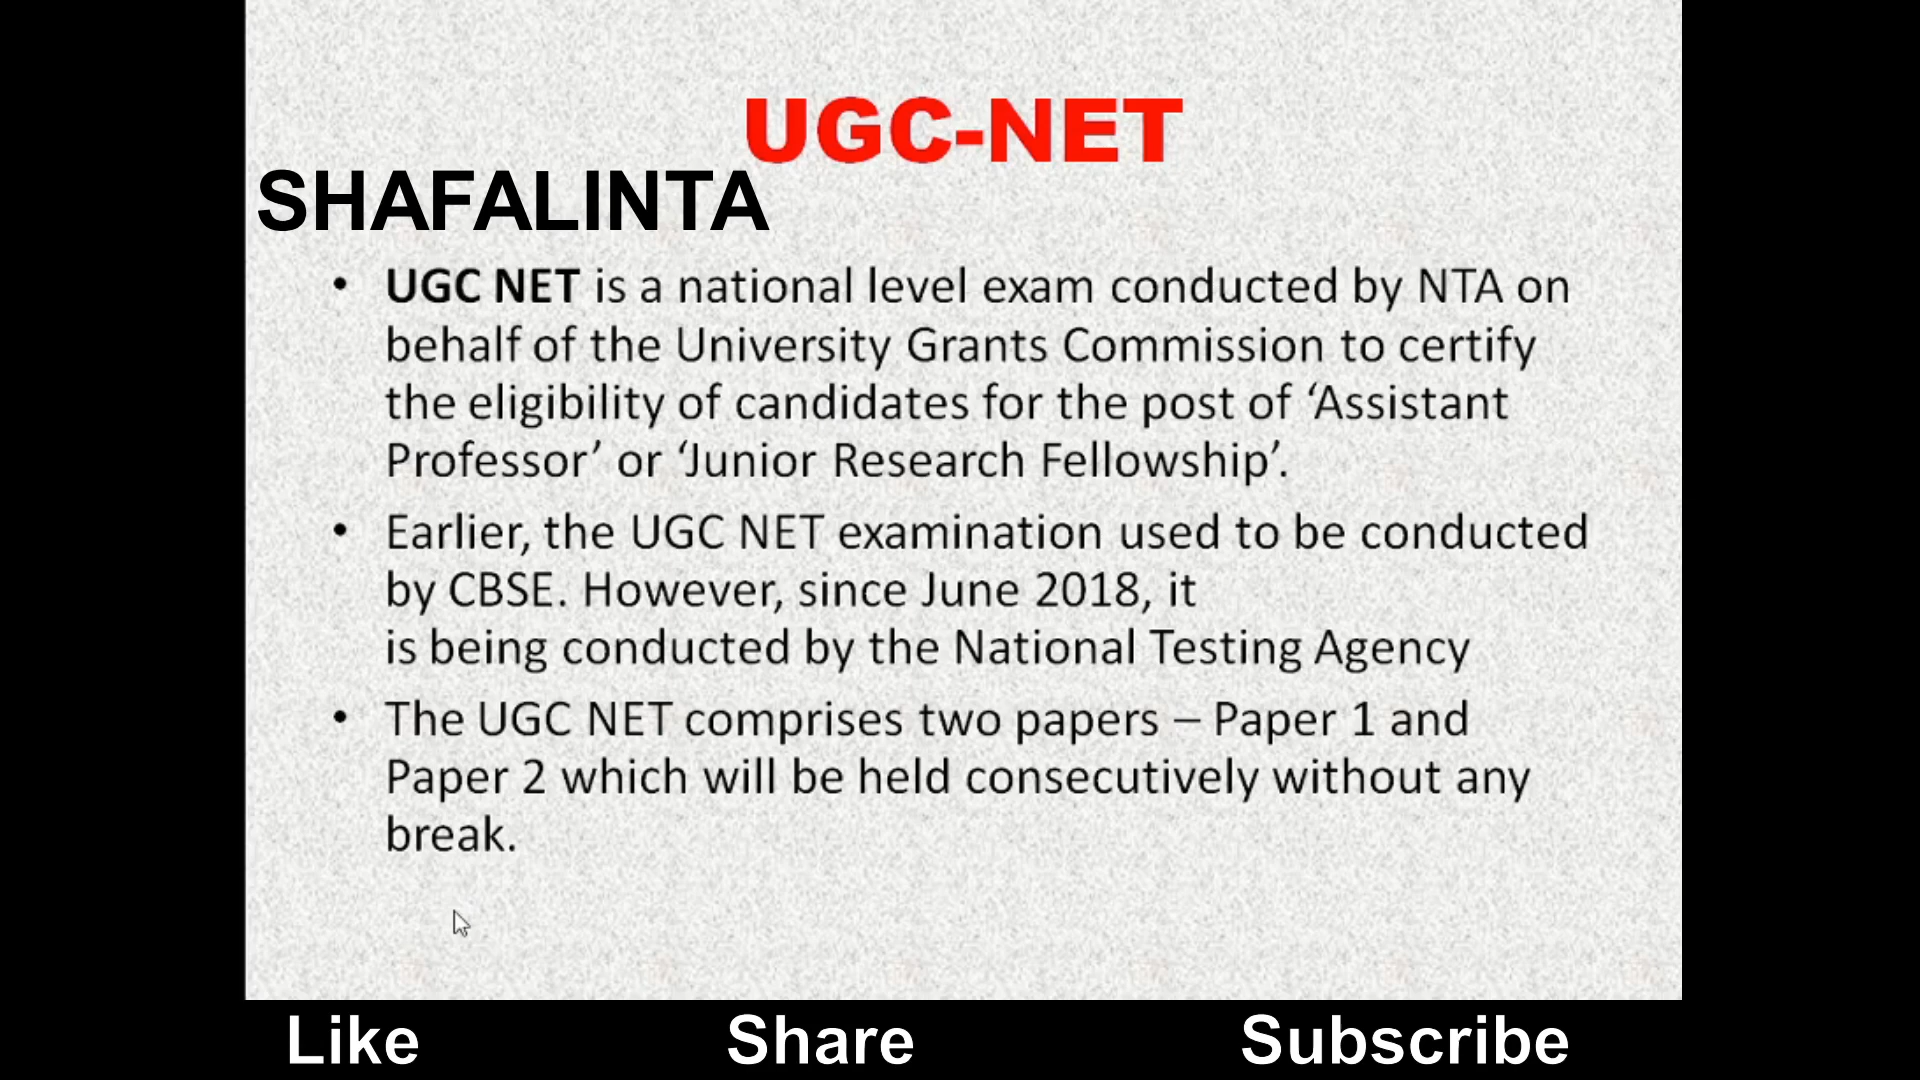 UGC-NET
SHAFALINTA
• UGC NET is a national level exam conducted by NTA on
behalf of the University Grants Commission to certify
the eligibility of candidates for the post of ‘Assistant
Professor’ or ‘Junior Research Fellowship’.
• Earlier, the UGC NET examination used to be conducted
by CBSE. However, since June 2018, it
is being conducted by the National Testing Agency
• The UGC NET comprises two papers – Paper 1 and
Paper 2 which will be held consecutively without any
break.
Like Share Subscribe